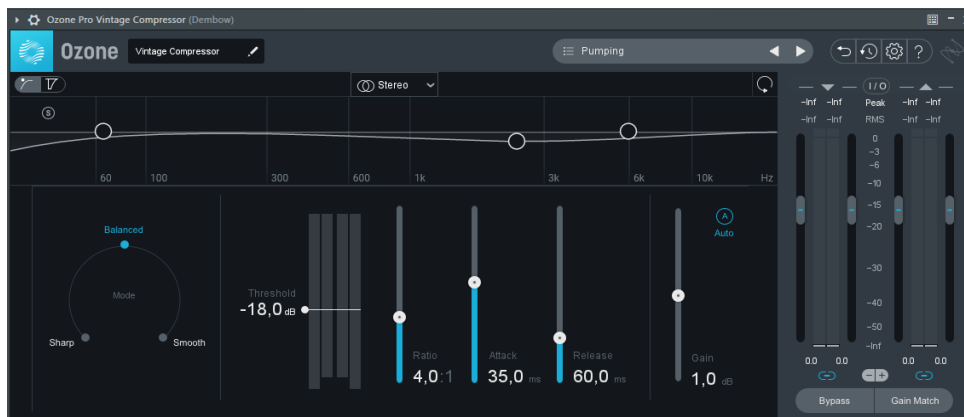 Ozone Pro Vintage Compressor (Dembow)
Ozone
Vintage Compressor
Pumping
?
Stereo
S
60 100 300 600 1k 3k 6k 10k Hz
Balanced
Mode
Sharp
Smooth
Threshold
-18,0 dB
Ratio
4,0:1
Attack
35,0 ms
Release
60,0 ms
A
Auto
Gain
1,0 dB
I/O
-Inf -Inf Peak -Inf -Inf
-Inf -Inf RMS -Inf -Inf
0
-3
-6
-10
-15
-20
-30
-40
-50
-Inf
0.0 0.0 0.0 0.0
Bypass
Gain Match